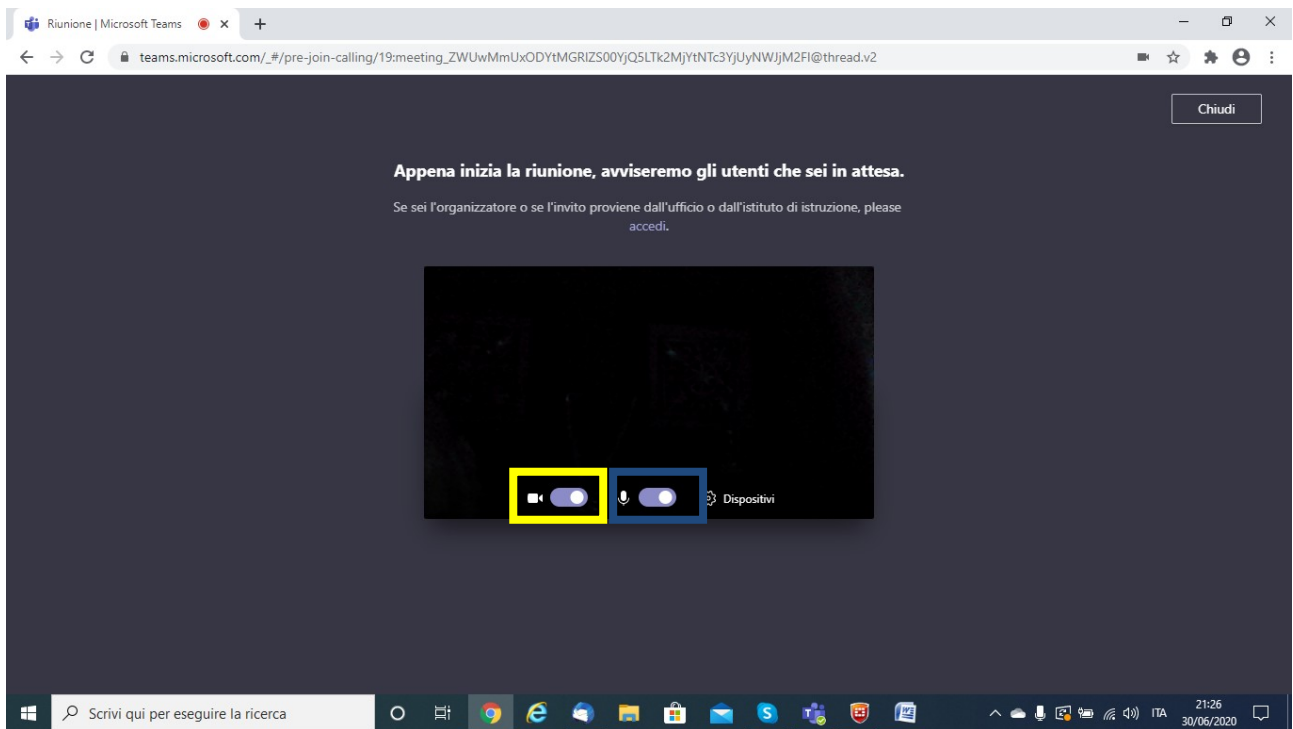 Riunione | Microsoft Teams
teams.microsoft.com/_#/pre-join-calling/19:meeting_ZWUwMmUxODYtMGRlZS00YjQ5LTk2MjYtNTc3YjUyNWJjM2Fl@thread.v2
Chiudi
Appena inizia la riunione, avviseremo gli utenti che sei in attesa.
Se sei l'organizzatore o se l'invito proviene dall'ufficio o dall'istituto di istruzione, please
accedi.
Dispositivi
Scrivi qui per eseguire la ricerca
ITA
21:26
30/06/2020